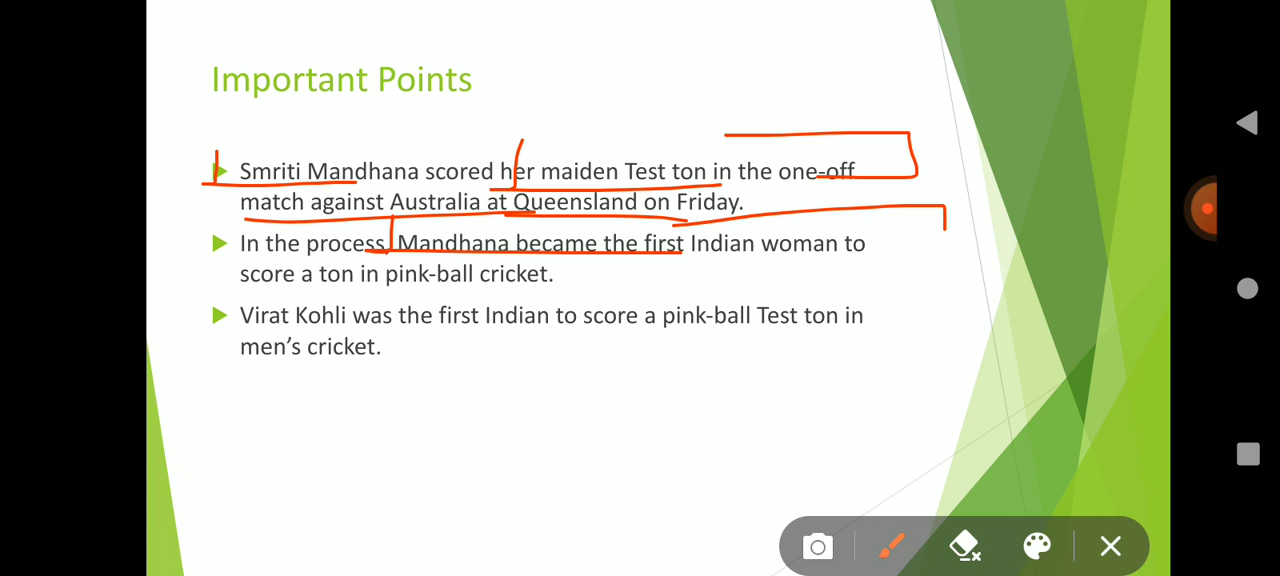 Important Points
Smriti Mandhana scored her maiden Test ton in the one-off
match against Australia at Queensland on Friday.
In the process, Mandhana became the first Indian woman to
score a ton in pink-ball cricket.
Virat Kohli was the first Indian to score a pink-ball Test ton in
men’s cricket.